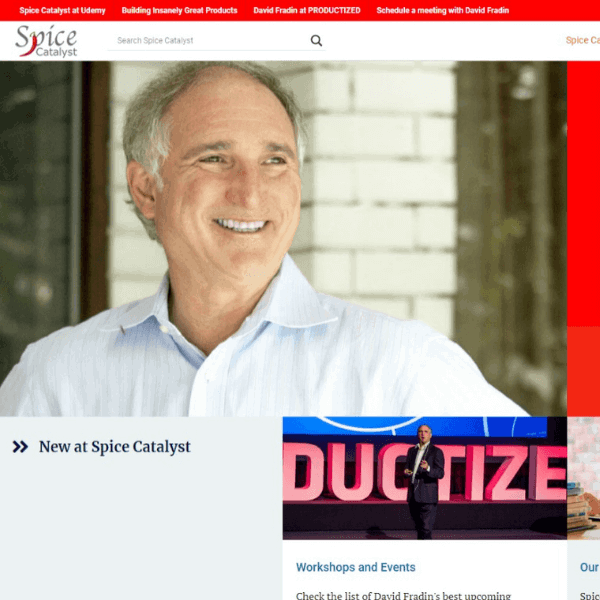 Spice Catalyst at Udemy Building Insanely Great Products David Fradin at PRODUCTIZED Schedule a meeting with David Fradin
Spice
Catalyst
Search Spice Catalyst
Spice Ca
New at Spice Catalyst
DUCTIZE
Workshops and Events
Our
Check the list of David Fradin's best upcoming
Spic